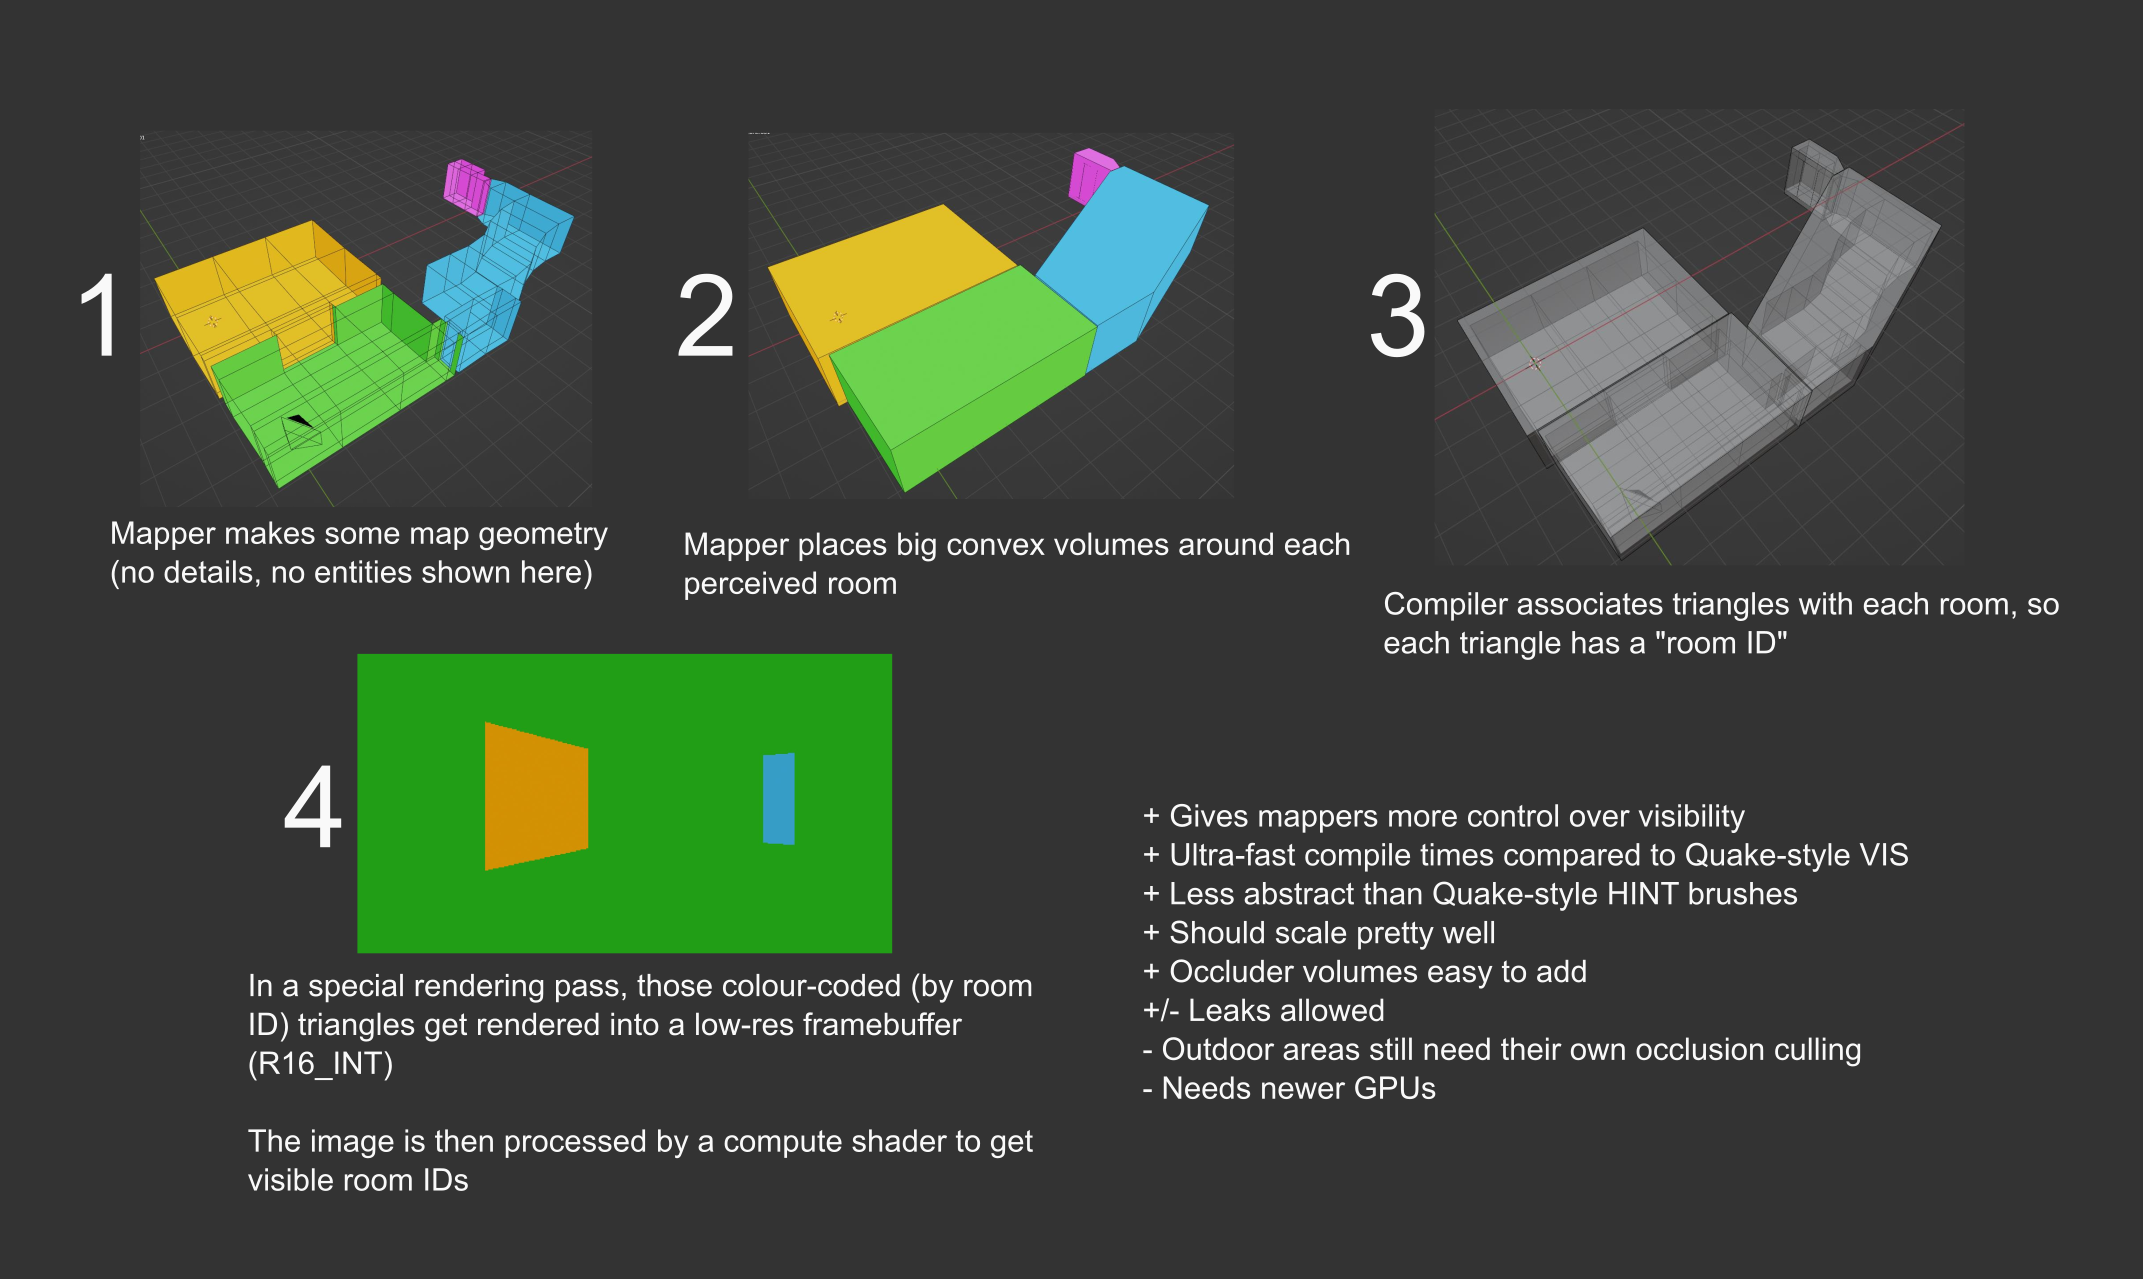 1
Mapper makes some map geometry
(no details, no entities shown here)
2
Mapper places big convex volumes around each
perceived room
3
Compiler associates triangles with each room, so
each triangle has a "room ID"
4
In a special rendering pass, those colour-coded (by room
ID) triangles get rendered into a low-res framebuffer
(R16_INT)
The image is then processed by a compute shader to get
visible room IDs
+ Gives mappers more control over visibility
+ Ultra-fast compile times compared to Quake-style VIS
+ Less abstract than Quake-style HINT brushes
+ Should scale pretty well
+ Occluder volumes easy to add
+/- Leaks allowed
- Outdoor areas still need their own occlusion culling
- Needs newer GPUs